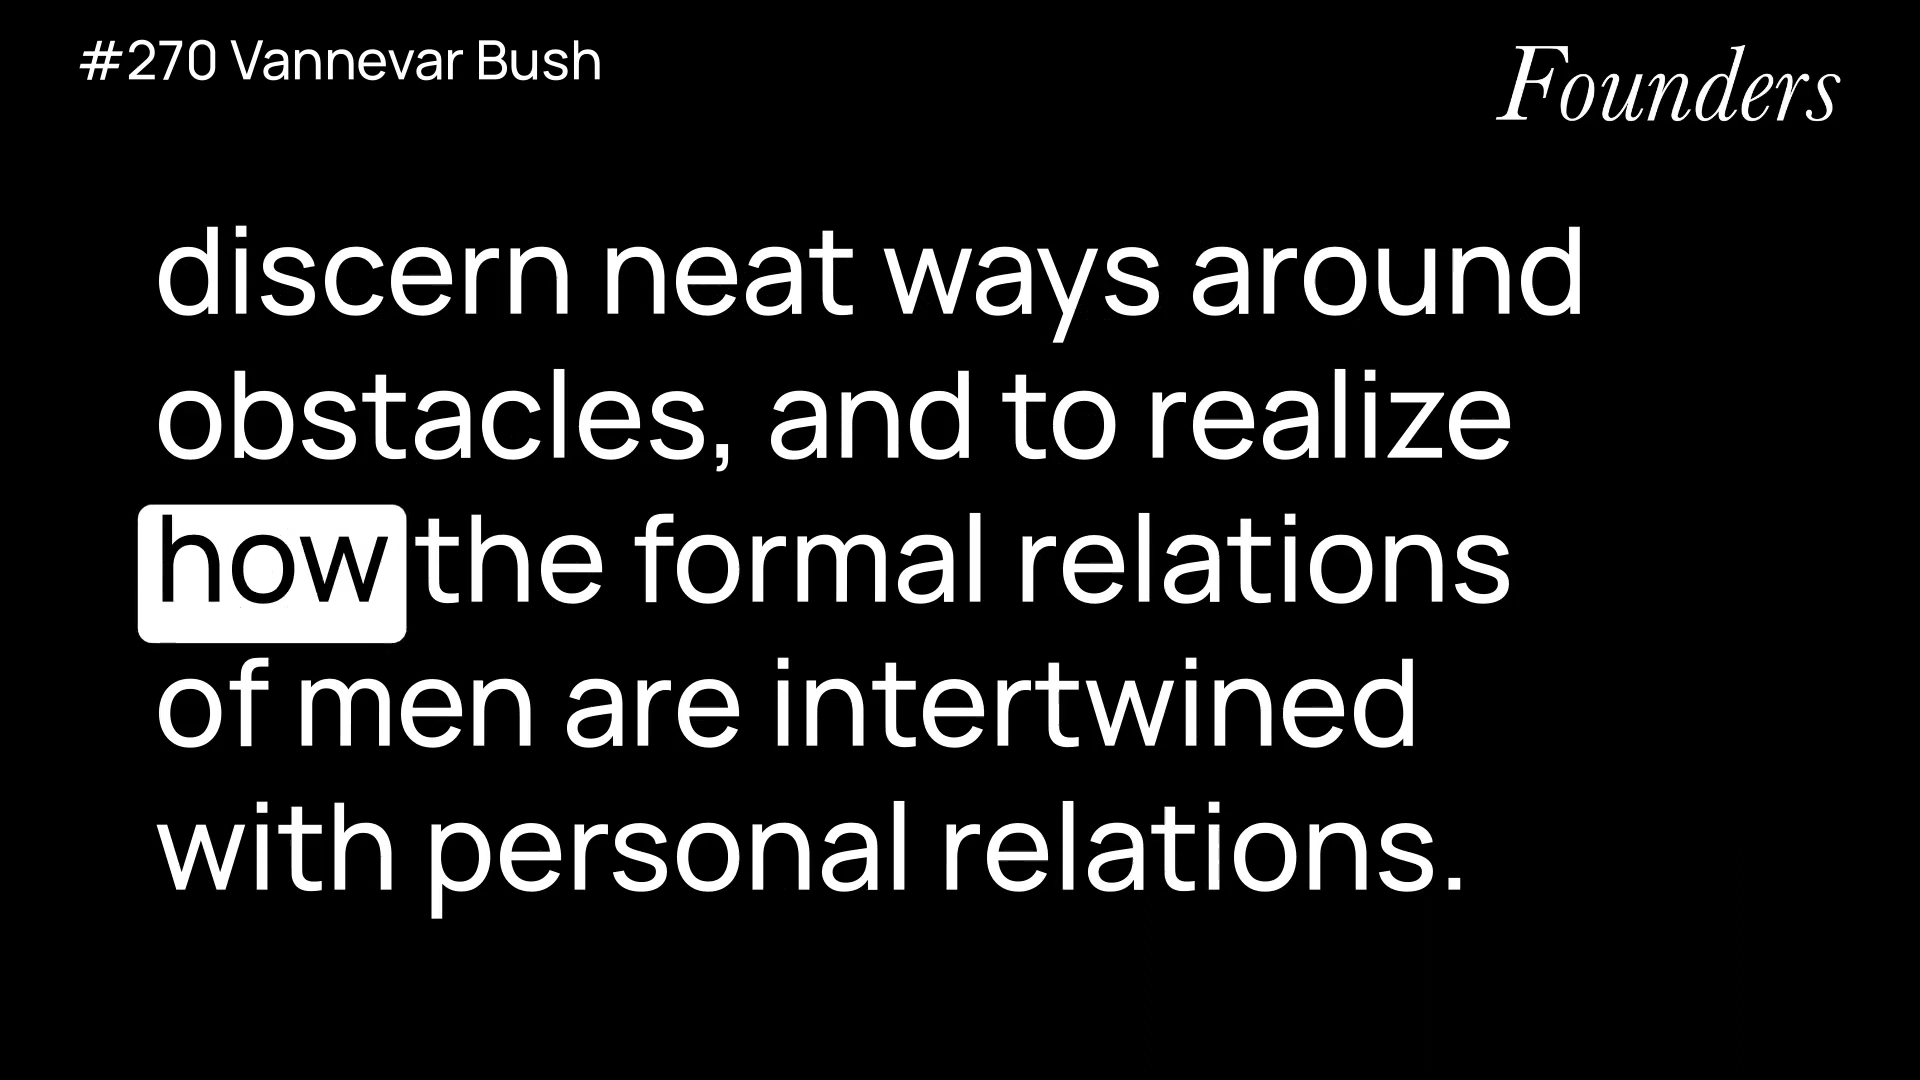 #270 Vannevar Bush
Founders
discern neat ways around
obstacles, and to realize
how the formal relations
of men are intertwined
with personal relations.